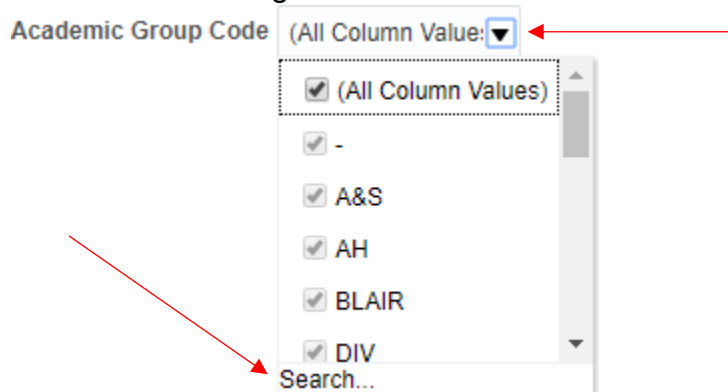 Academic Group Code (All Column Value:
(All Column Values)
-
A&S
AH
BLAIR
DIV
Search...